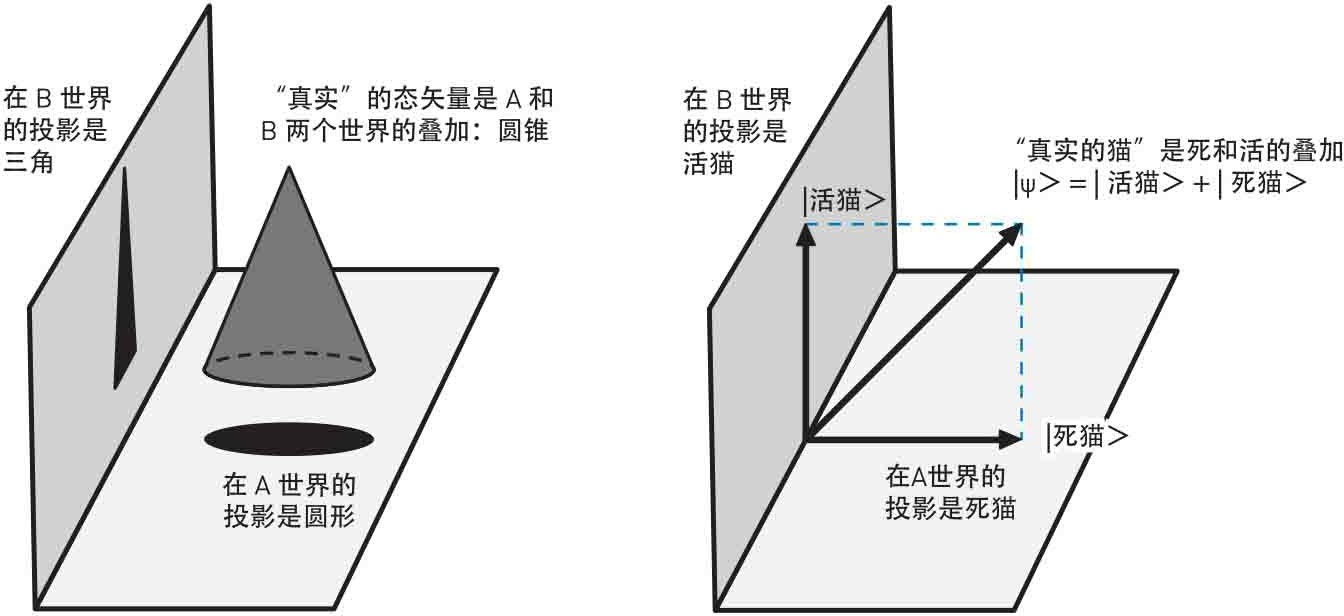 在 B 世界
的投影是
三角
“真实”的态矢量是 A 和
B 两个世界的叠加：圆锥
在 A 世界的
投影是圆形
在 B 世界
的投影是
活猫
“真实的猫”是死和活的叠加
|ψ> =| 活猫> +| 死猫>
|活猫>
|死猫>
在A世界的
投影是死猫